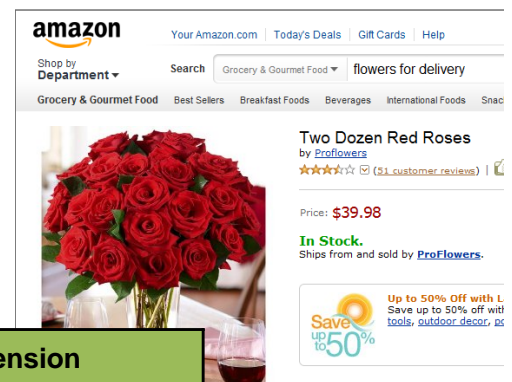 amazon
Your Amazon.com | Today's Deals | Gift Cards | Help
Shop by
Department
Search Grocery & Gourmet Food flowers for delivery
Grocery & Gourmet Food Best Sellers Breakfast Foods Beverages International Foods Snac
Two Dozen Red Roses
by Proflowers
(51 customer reviews) |
Price: $39.98
In Stock.
Ships from and sold by ProFlowers.
Save
up to 50%
Up to 50% Off with L
Save up to 50% off with
tools, outdoor decor, po
ension